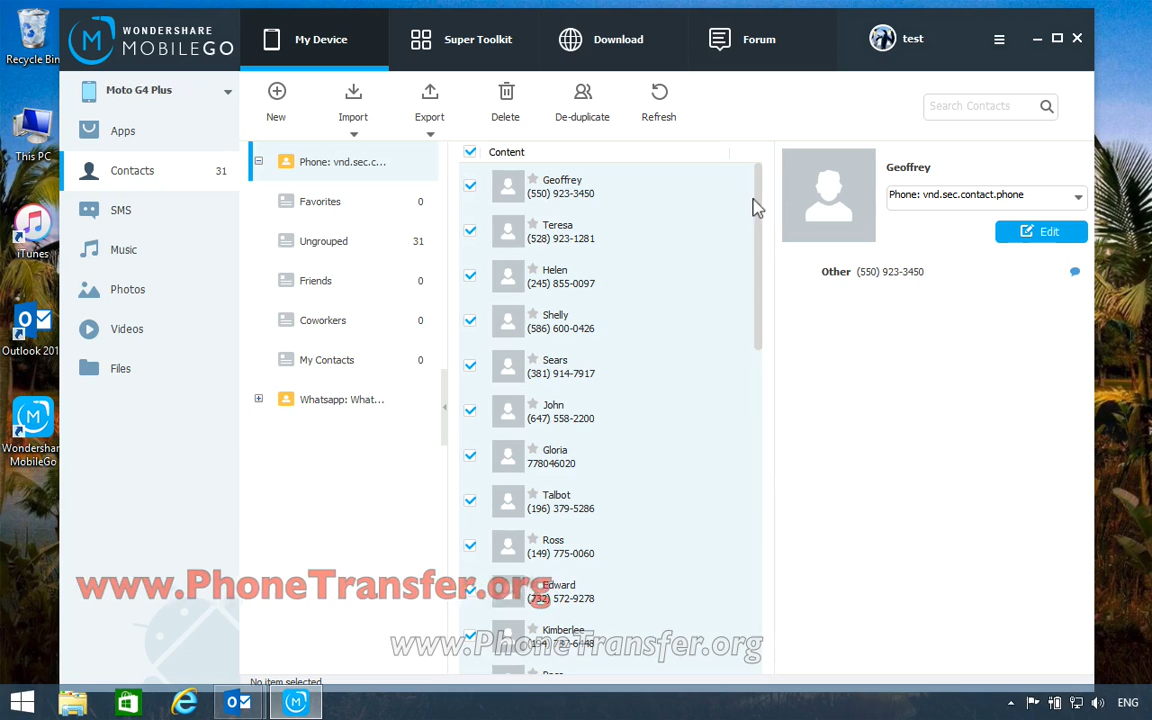 Recycle Bin
This PC
iTunes
Outlook 201
Wondershar
MobileGo
WONDERSHARE
MOBILEGO
My Device
Super Toolkit
Download
Forum
test
Moto G4 Plus
Apps
Contacts 31
SMS
Music
Photos
Videos
Files
New
Import
Export
Delete
De-duplicate
Refresh
Search Contacts
Phone: vnd.sec.c...
Favorites 0
Ungrouped 31
Friends 0
Coworkers 0
My Contacts 0
Whatsapp: What...
Content
Geoffrey
(550) 923-3450
Teresa
(528) 923-1281
Helen
(245) 855-0097
Shelly
(586) 600-0426
Sears
(381) 914-7917
John
(647) 558-2200
Gloria
778046020
Talbot
(196) 379-5286
Ross
(149) 775-0060
Edward
(732) 572-9278
Kimberlee
Geoffrey
Phone: vnd.sec.contact.phone
Edit
Other (550) 923-3450
www.PhoneTransfer.org
www.PhoneTransfer.org
No item selected.
ENG